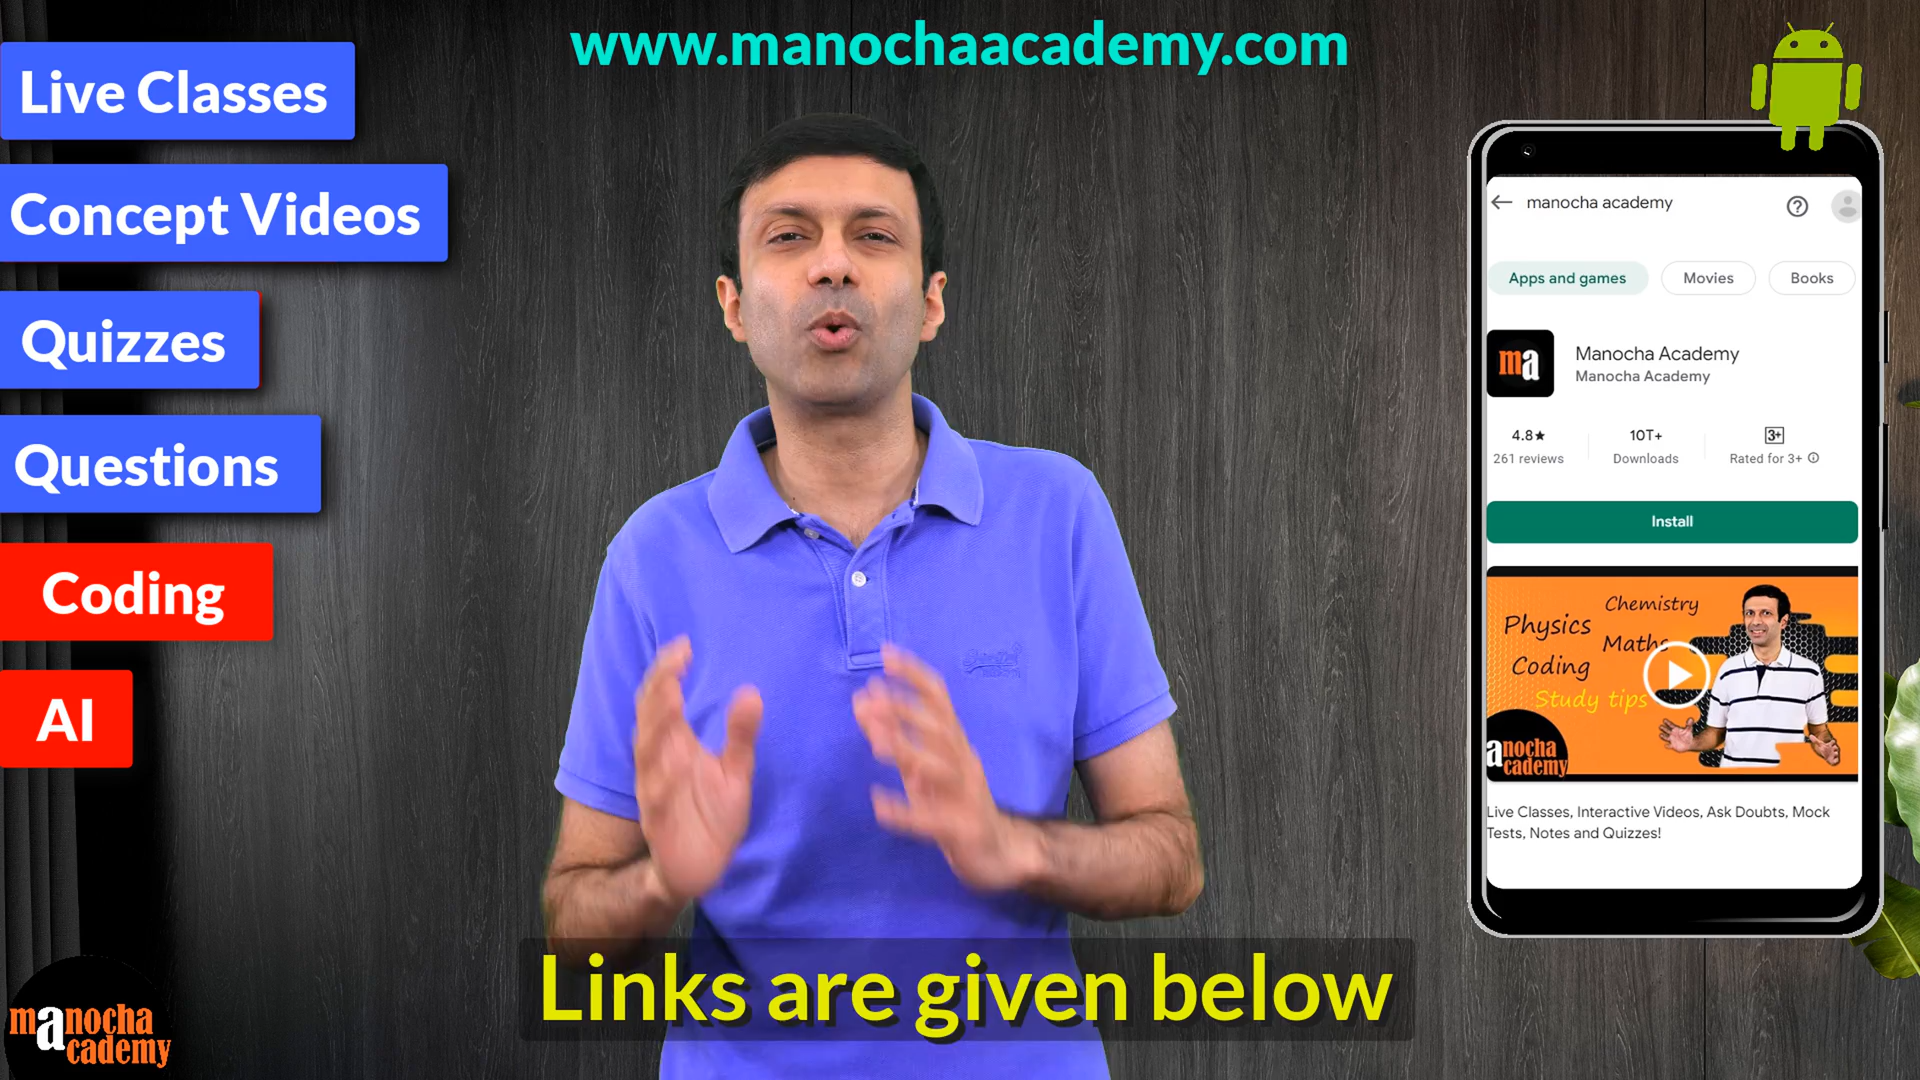 www.manochaacademy.com
Live Classes
Concept Videos
Quizzes
Questions
Coding
AI
manocha academy
Apps and games
Movies
Books
ma
Manocha Academy
Manocha Academy
4.8★
261 reviews
10T+
Downloads
3+
Rated for 3+
Install
Chemistry
Physics
Maths
Coding
Study tips
anocha
cademy
Live Classes, Interactive Videos, Ask Doubts, Mock
Tests, Notes and Quizzes!
Links are given below
manocha
cademy